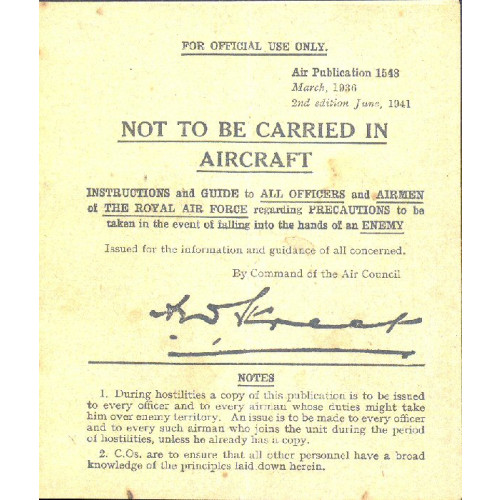 FOR OFFICIAL USE ONLY.
Air Publication 1548
March, 1936
2nd edition June, 1941
NOT TO BE CARRIED IN
AIRCRAFT
INSTRUCTIONS and GUIDE to ALL OFFICERS and AIRMEN
of THE ROYAL AIR FORCE regarding PRECAUTIONS to be
taken in the event of falling into the hands of an ENEMY
Issued for the information and guidance of all concerned.
By Command of the Air Council
A W Street
NOTES
1. During hostilities a copy of this publication is to be issued
to every officer and to every airman whose duties might take
him over enemy territory. An issue is to be made to every officer
and to every such airman who joins the unit during the period
of hostilities, unless he already has a copy.
2. C.Os. are to ensure that all other personnel have a broad
knowledge of the principles laid down herein.